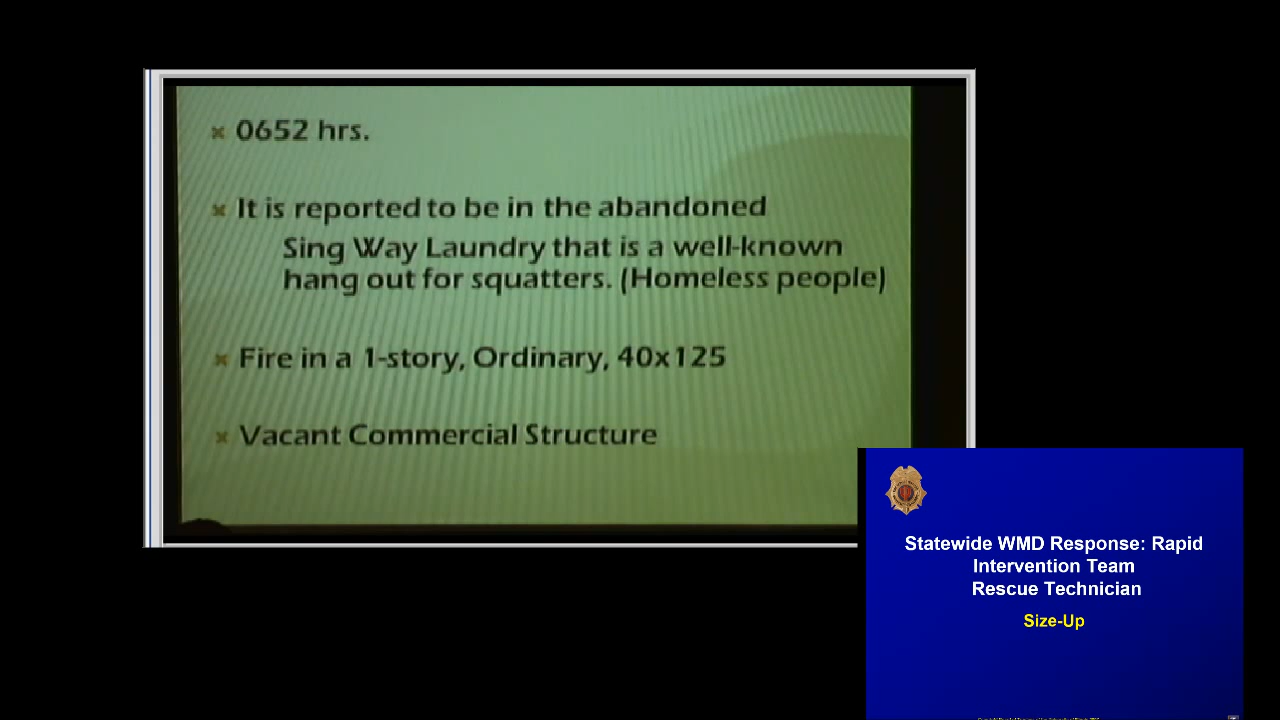 0652 hrs.
It is reported to be in the abandoned
Sing Way Laundry that is a well-known
hang out for squatters. (Homeless people)
Fire in a 1-story, Ordinary, 40x125
Vacant Commercial Structure
Statewide WMD Response: Rapid
Intervention Team
Rescue Technician
Size-Up